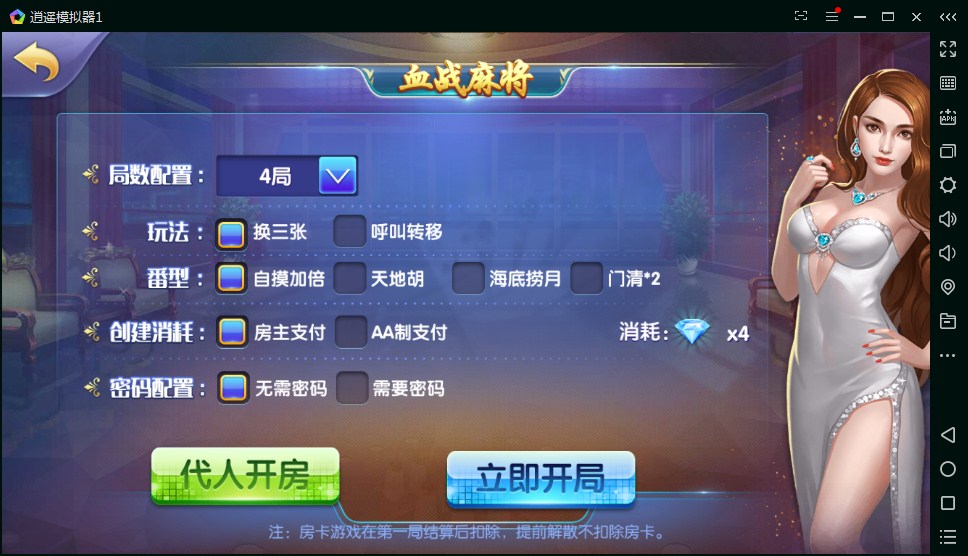 逍遥模拟器1
血战麻将
局数配置： 4局
玩法： 换三张 呼叫转移
番型： 自摸加倍 天地胡 海底捞月 门清*2
创建消耗： 房主支付 AA制支付 消耗: x4
密码配置： 无需密码 需要密码
代人开房 立即开局
注：房卡游戏在第一局结算后扣除，提前解散不扣除房卡。
APK